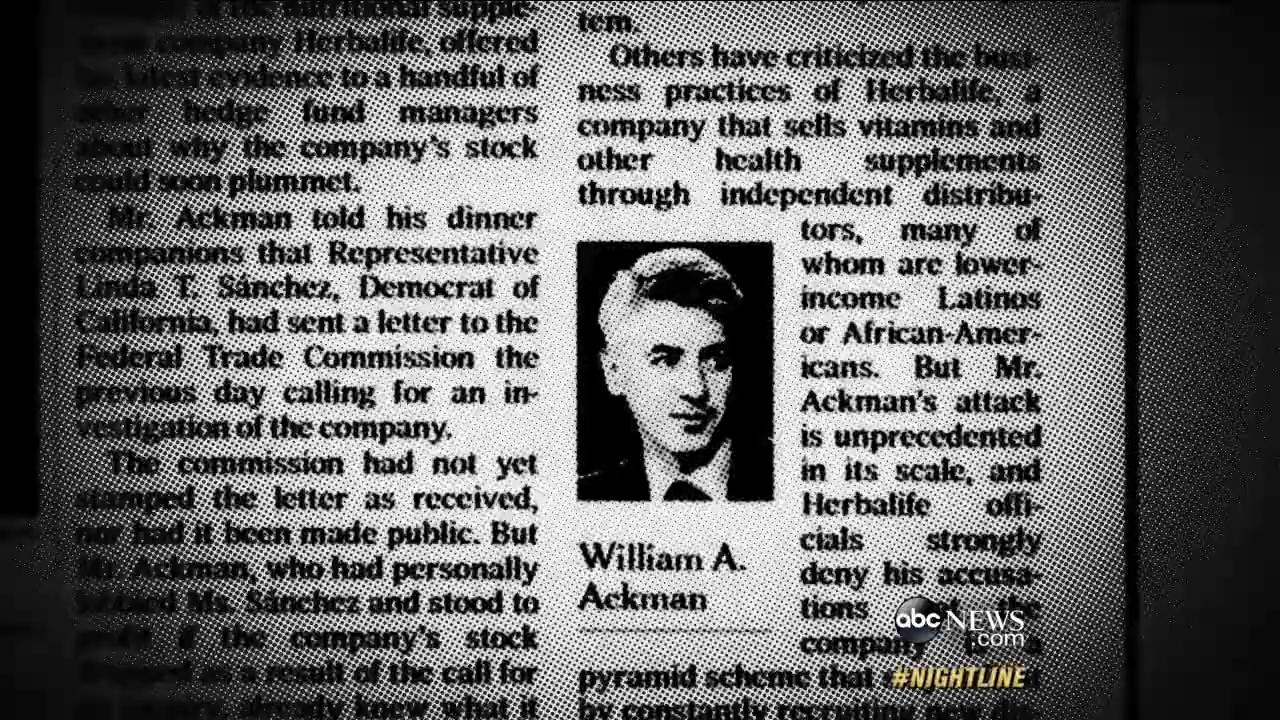 of the nutritional supple-
company Herbalife, offered
latest evidence to a handful of
other hedge fund managers
about why the company's stock
could soon plummet.
Mr. Ackman told his dinner
companions that Representative
Linda T. Sánchez, Democrat of
California, had sent a letter to the
Federal Trade Commission the
previous day calling for an in-
vestigation of the company.
The commission had not yet
stamped the letter as received,
nor had it been made public. But
Mr. Ackman, who had personally
lobbied Ms. Sánchez and stood to
profit if the company's stock
dropped as a result of the call for
already knew what it
tem.
Others have criticized the busi-
ness practices of Herbalife, a
company that sells vitamins and
other health supplements
through independent distribu-
tors, many of
whom are lower-
income Latinos
or African-Amer-
icans. But Mr.
Ackman's attack
is unprecedented
in its scale, and
Herbalife offi-
cials strongly
deny his accusa-
tions the
company a
pyramid scheme that
by constantly recruiting new
William A.
Ackman
abc NEWS
.com
#NIGHTLINE